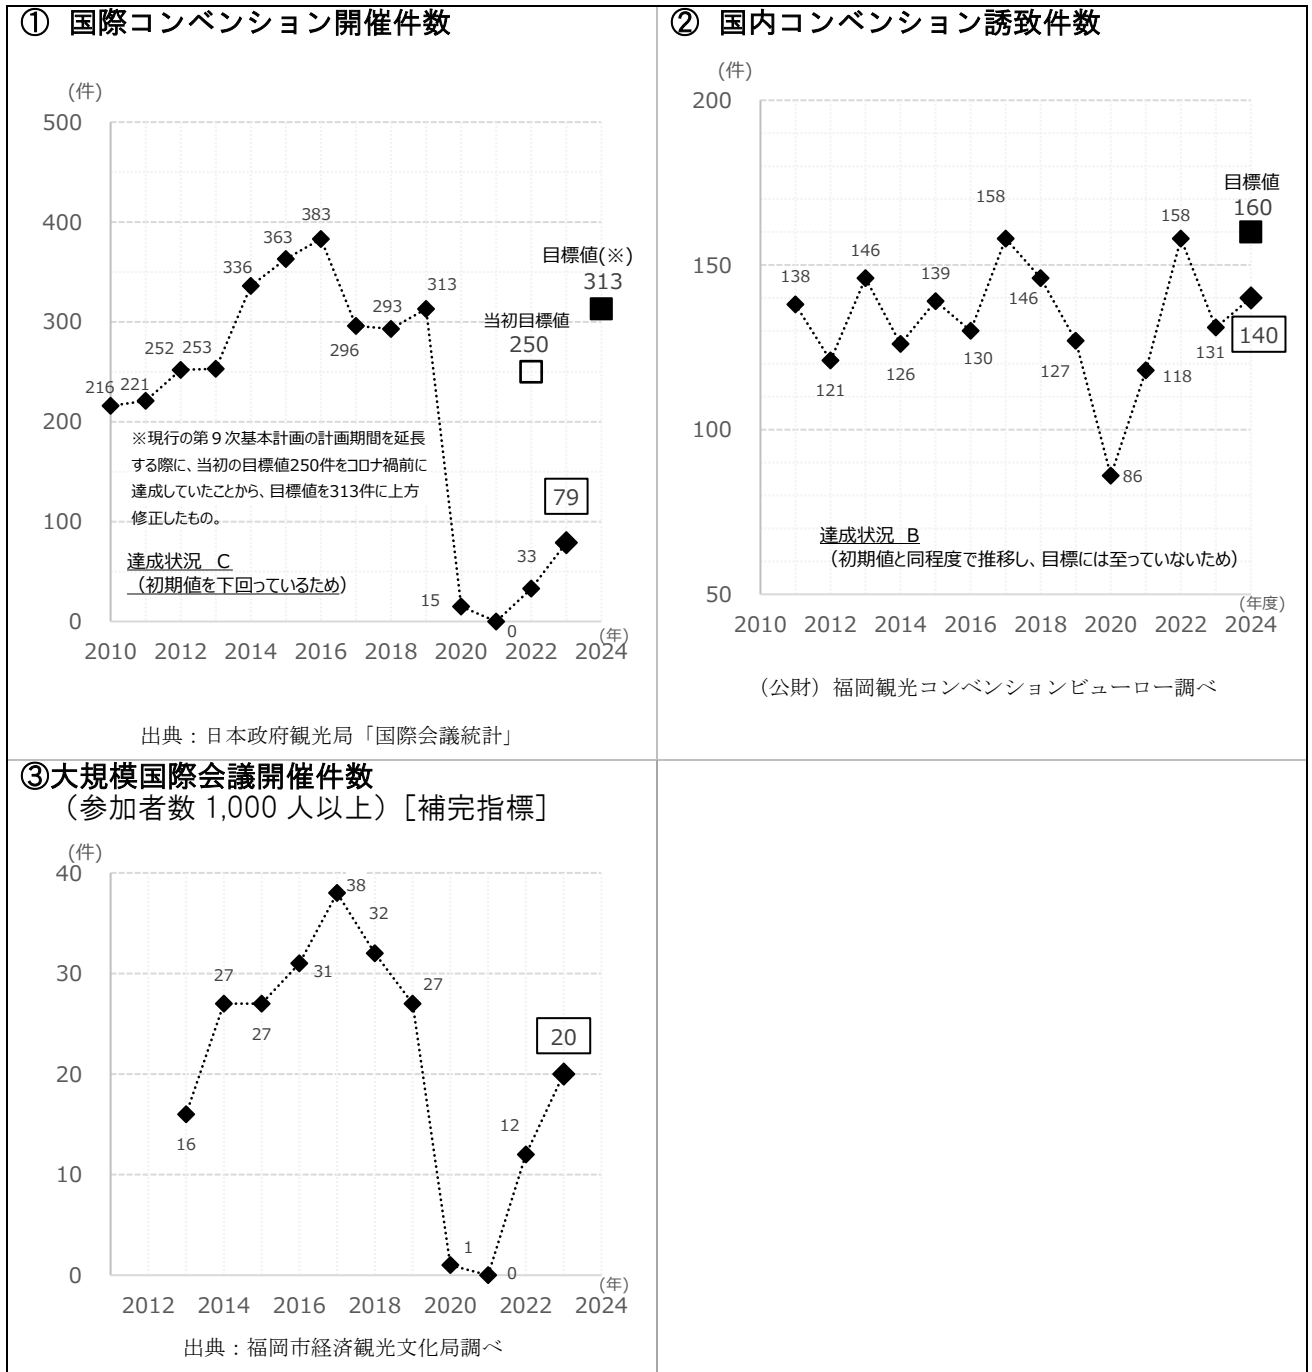 ① 国際コンベンション開催件数
(件)
500
400
300
200
100
0
216
221
252
253
336
363
383
296
293
313
15
0
33
79
当初目標値
250
目標値(※)
313
※現行の第9次基本計画の計画期間を延長
する際に、当初の目標値250件をコロナ禍前に
達成していたことから、目標値を313件に上方
修正したもの。
達成状況 C
（初期値を下回っているため）
(年)
2010 2012 2014 2016 2018 2020 2022 2024
出典：日本政府観光局「国際会議統計」
② 国内コンベンション誘致件数
(件)
200
150
100
50
138
121
146
126
139
130
158
146
127
86
118
158
131
140
目標値
160
達成状況 B
（初期値と同程度で推移し、目標には至っていないため）
(年度)
2010 2012 2014 2016 2018 2020 2022 2024
（公財）福岡観光コンベンションビューロー調べ
③大規模国際会議開催件数
（参加者数 1,000 人以上）［補完指標］
(件)
40
30
20
10
0
16
27
27
31
38
32
27
1
0
12
20
(年)
2012 2014 2016 2018 2020 2022 2024
出典：福岡市経済観光文化局調べ